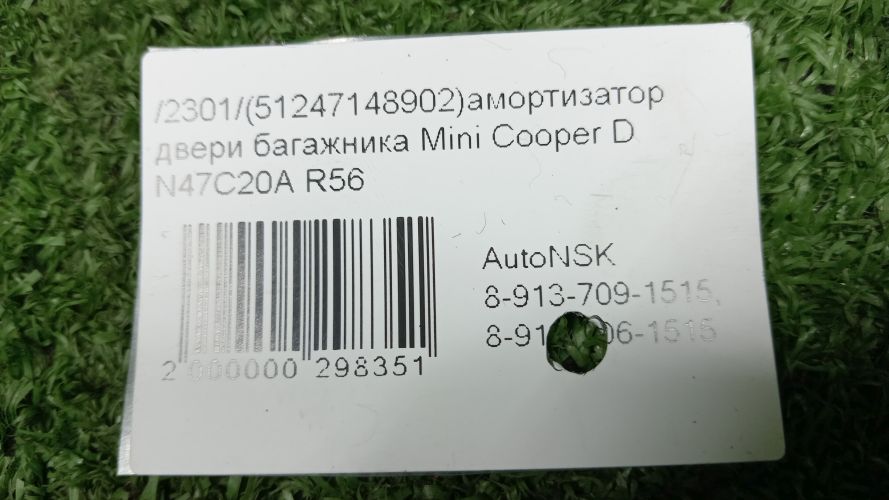 /2301/(51247148902)амортизатор
двери багажника Mini Cooper D
N47C20A R56
AutoNSK
8-913-709-1515,
2 000000 298351